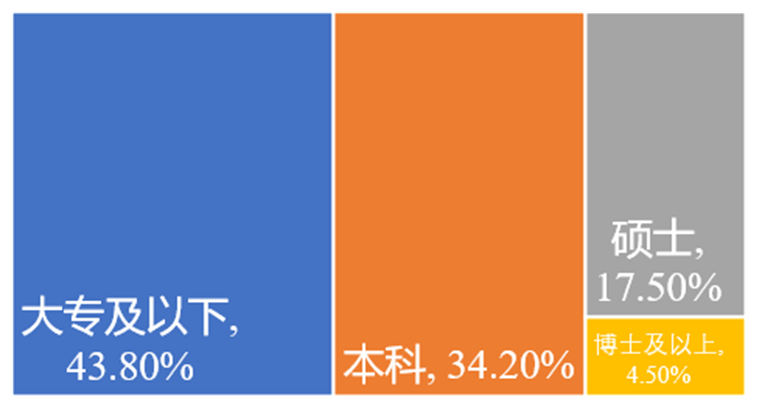 大专及以下,
43.80%
本科, 34.20%
硕士,
17.50%
博士及以上,
4.50%